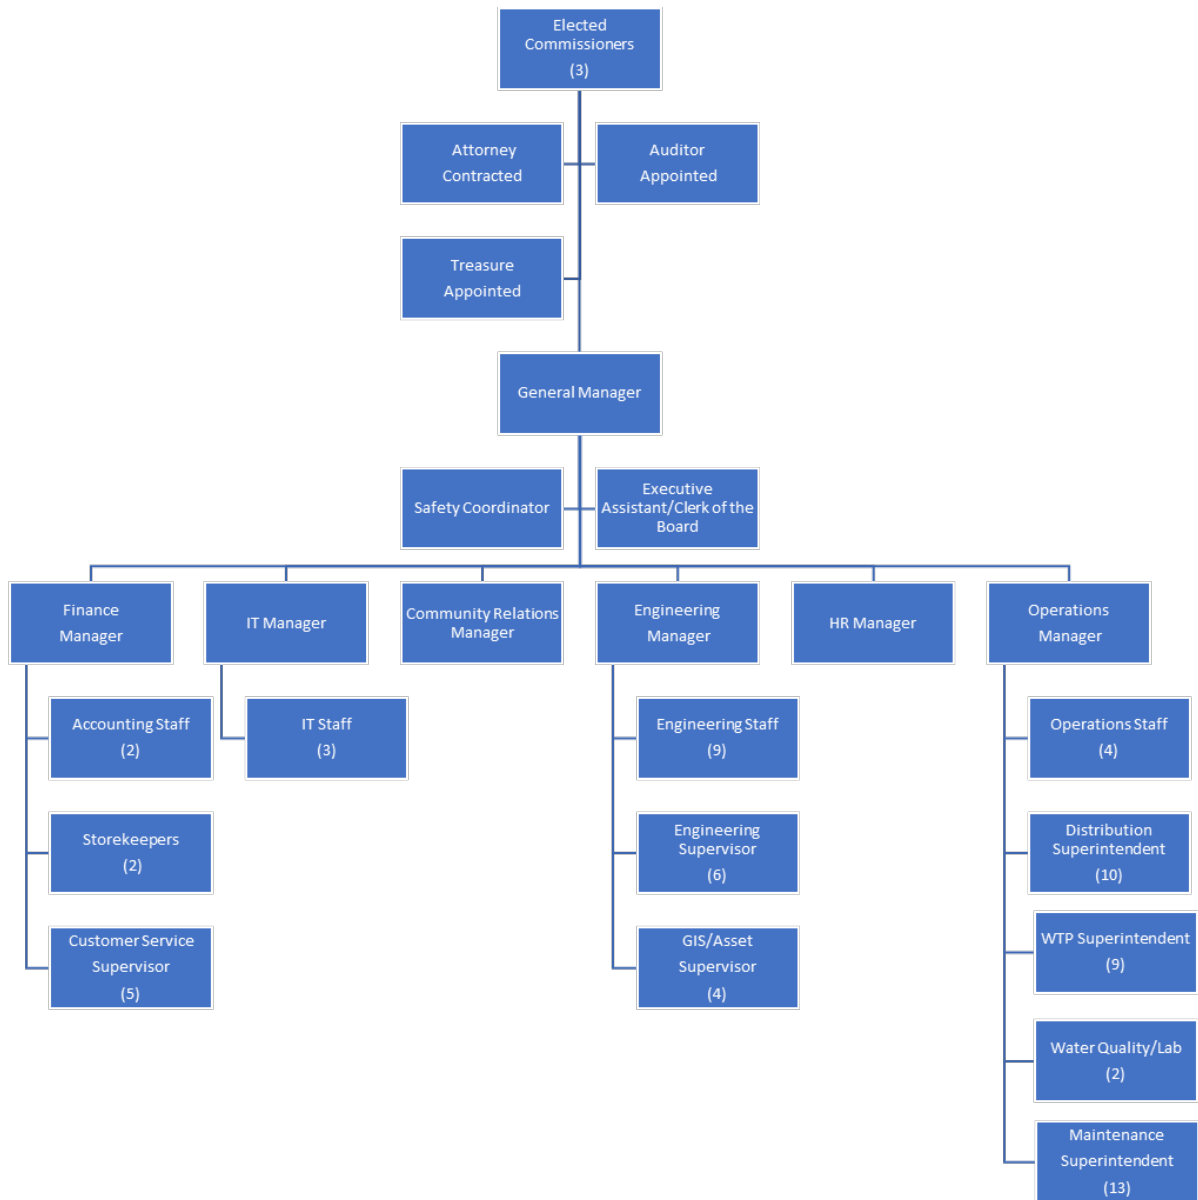 Elected
Commissioners
(3)
Attorney
Contracted
Auditor
Appointed
Treasure
Appointed
General Manager
Safety Coordinator
Executive
Assistant/Clerk of the
Board
Finance
Manager
IT Manager
Community Relations
Manager
Engineering
Manager
HR Manager
Operations
Manager
Accounting Staff
(2)
IT Staff
(3)
Engineering Staff
(9)
Operations Staff
(4)
Storekeepers
(2)
Engineering
Supervisor
(6)
Distribution
Superintendent
(10)
Customer Service
Supervisor
(5)
GIS/Asset
Supervisor
(4)
WTP Superintendent
(9)
Water Quality/Lab
(2)
Maintenance
Superintendent
(13)